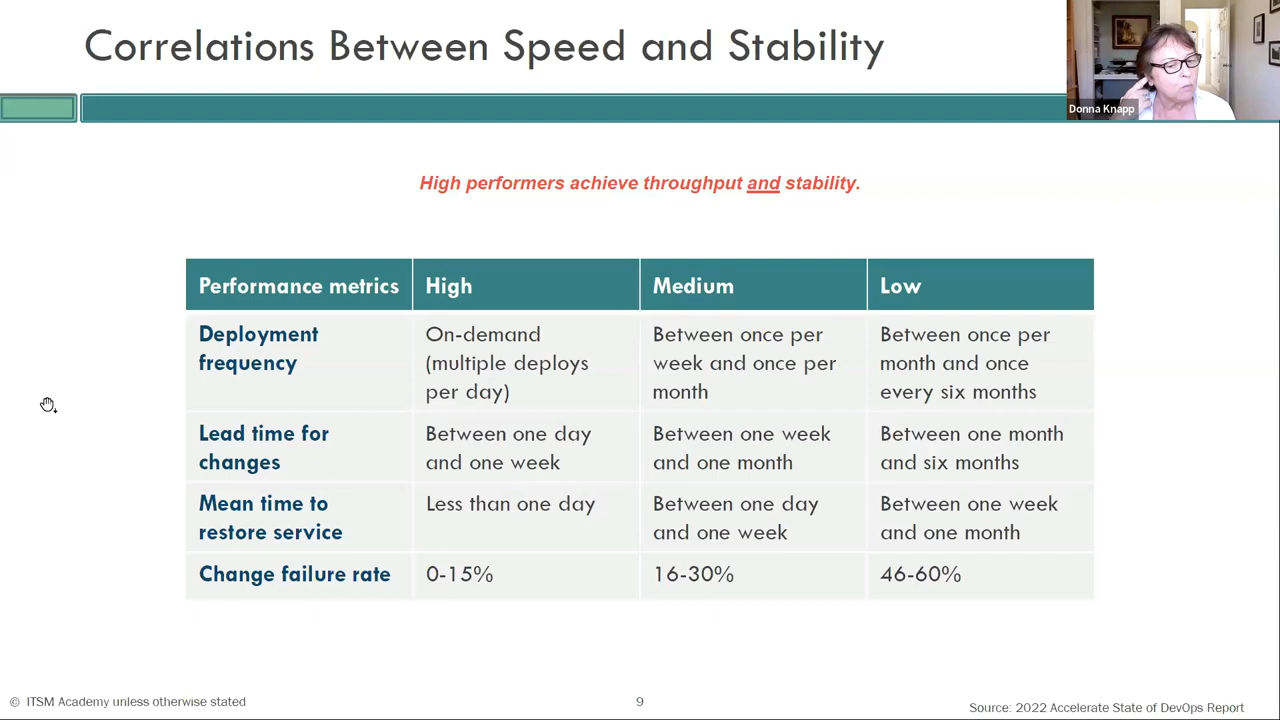 Correlations Between Speed and Stability
Donna Knapp
High performers achieve throughput and stability.
Performance metrics High Medium Low
Deployment frequency On-demand (multiple deploys per day) Between once per week and once per month Between once per month and once every six months
Lead time for changes Between one day and one week Between one week and one month Between one month and six months
Mean time to restore service Less than one day Between one day and one week Between one week and one month
Change failure rate 0-15% 16-30% 46-60%
© ITSM Academy unless otherwise stated
9
Source: 2022 Accelerate State of DevOps Report